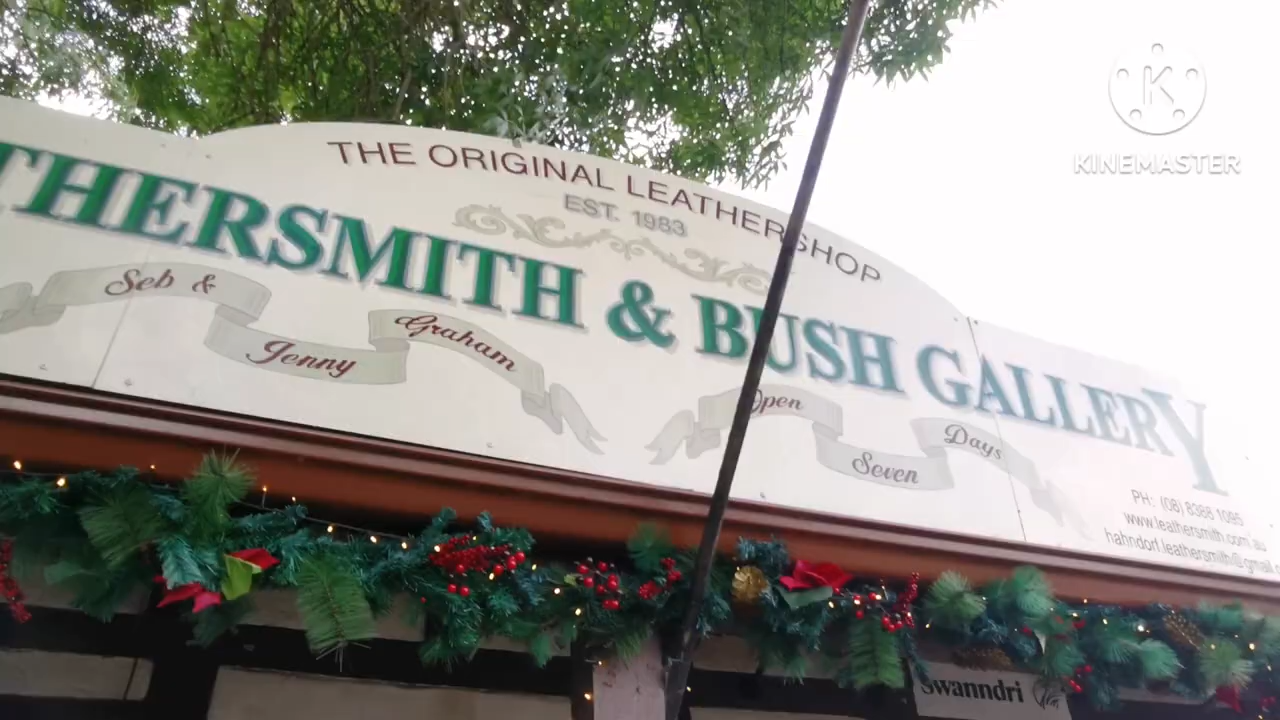 THE ORIGINAL LEATHERSHOP
EST. 1983
THERSMITH & BUSH GALLERY
Seb &
Jenny
Graham
Open
Seven
Days
PH: (08) 8388 1095
www.leathersmith.com.au
hahndorf.leathersmith@gmail.c
Swanndri
K
KINEMASTER